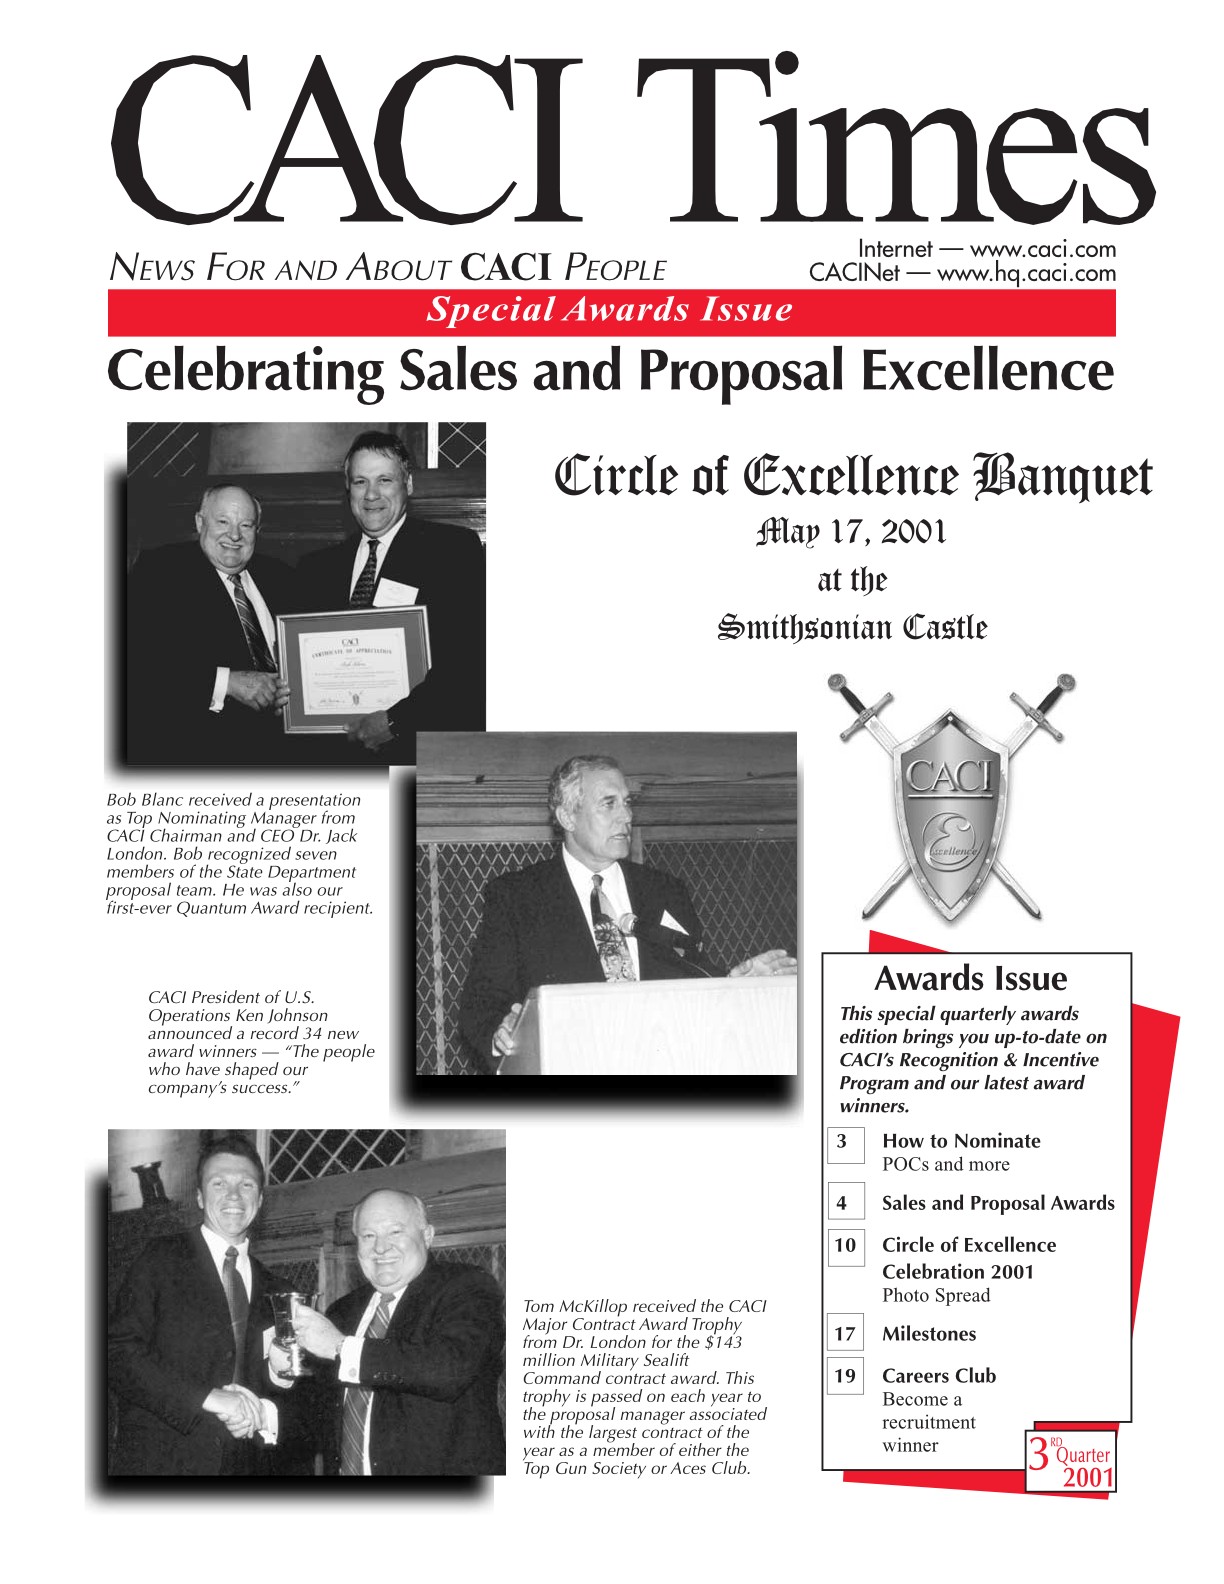 CACI Times
NEWS FOR AND ABOUT CACI PEOPLE
Internet — www.caci.com
CACINet — www.hq.caci.com
Special Awards Issue
Celebrating Sales and Proposal Excellence
Circle of Excellence Banquet
May 17, 2001
at the
Smithsonian Castle
CACI
CERTIFICATE OF APPRECIATION
CACI
Excellence
Bob Blanc received a presentation
as Top Nominating Manager from
CACI Chairman and CEO Dr. Jack
London. Bob recognized seven
members of the State Department
proposal team. He was also our
first-ever Quantum Award recipient.
CACI President of U.S.
Operations Ken Johnson
announced a record 34 new
award winners — “The people
who have shaped our
company’s success.”
Tom McKillop received the CACI
Major Contract Award Trophy
from Dr. London for the $143
million Military Sealift
Command contract award. This
trophy is passed on each year to
the proposal manager associated
with the largest contract of the
year as a member of either the
Top Gun Society or Aces Club.
Awards Issue
This special quarterly awards
edition brings you up-to-date on
CACI’s Recognition & Incentive
Program and our latest award
winners.
3 How to Nominate
POCs and more
4 Sales and Proposal Awards
10 Circle of Excellence
Celebration 2001
Photo Spread
17 Milestones
19 Careers Club
Become a
recruitment
winner
3RD Quarter
2001